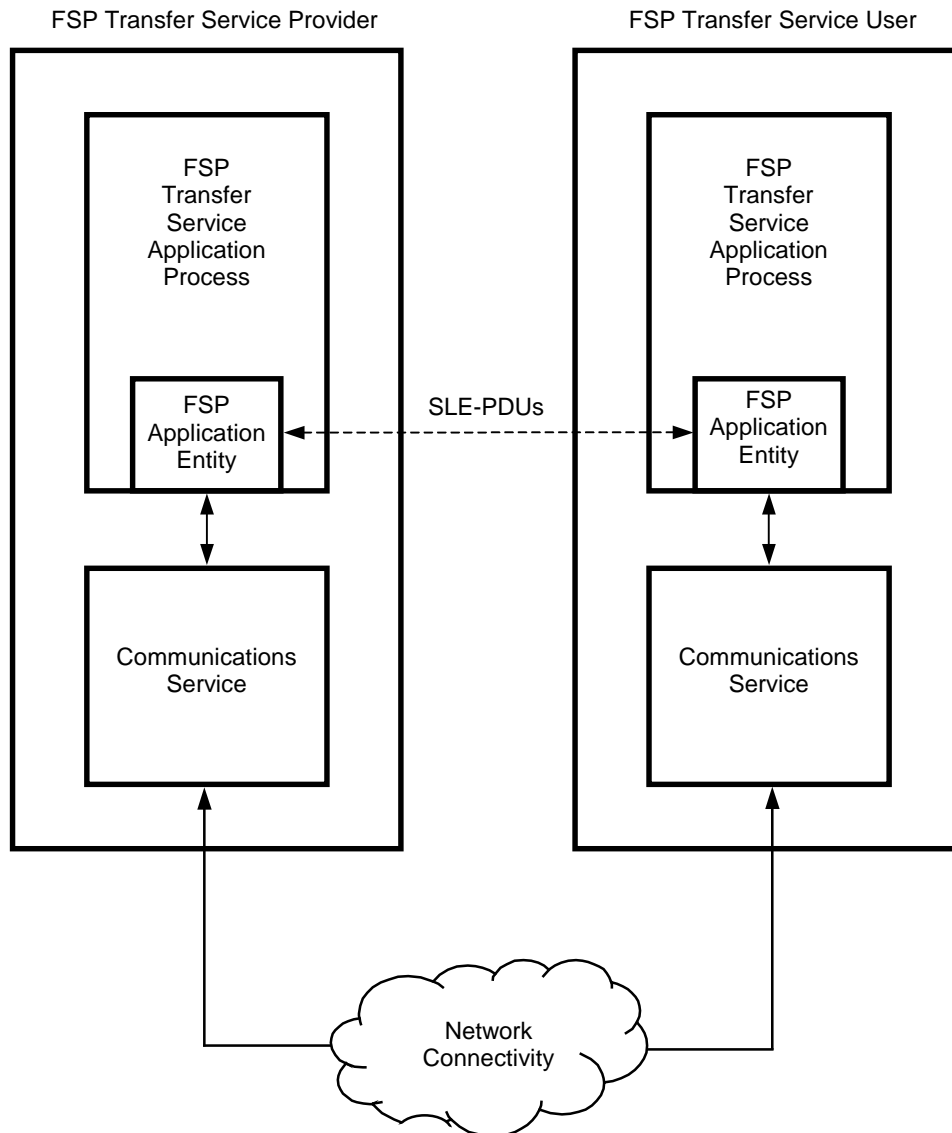 FSP Transfer Service Provider
FSP Transfer Service User
FSP
Transfer
Service
Application
Process
FSP
Transfer
Service
Application
Process
FSP
Application
Entity
SLE-PDUs
FSP
Application
Entity
Communications
Service
Communications
Service
Network
Connectivity